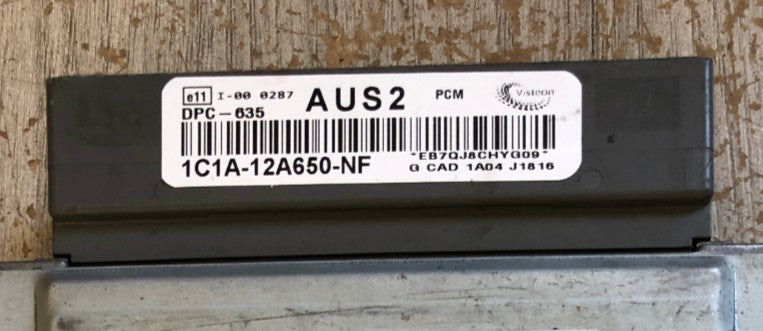 e11 I-00 0287 AUS2 PCM Visteon
DPC-635
1C1A-12A650-NF *EB7QJ8CHYG09*
G CAD 1A04 J1816